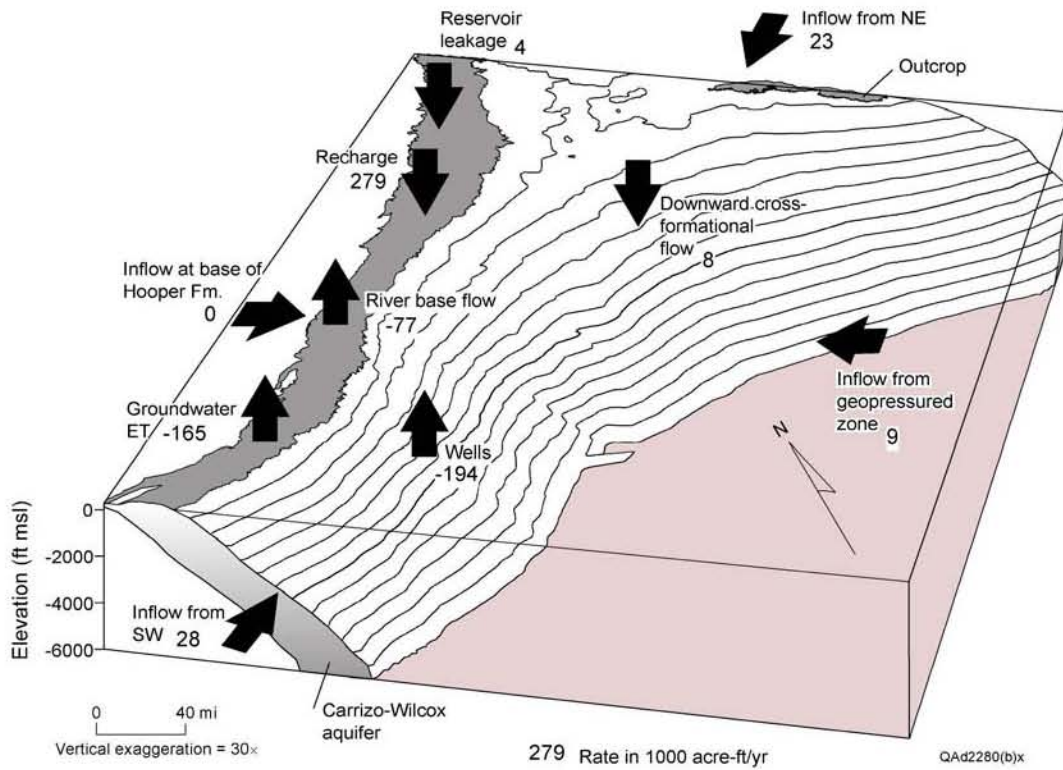 Reservoir
leakage 4
Inflow from NE
23
Outcrop
Recharge
279
Downward cross-
formational
flow 8
Inflow at base of
Hooper Fm.
0
River base flow
-77
Inflow from
geopressured
zone 9
Groundwater
ET -165
Wells
-194
N
Elevation (ft msl)
0
-2000
-4000
-6000
Inflow from
SW 28
Carrizo-Wilcox
aquifer
0 40 mi
Vertical exaggeration = 30×
279 Rate in 1000 acre-ft/yr
QAd2280(b)x